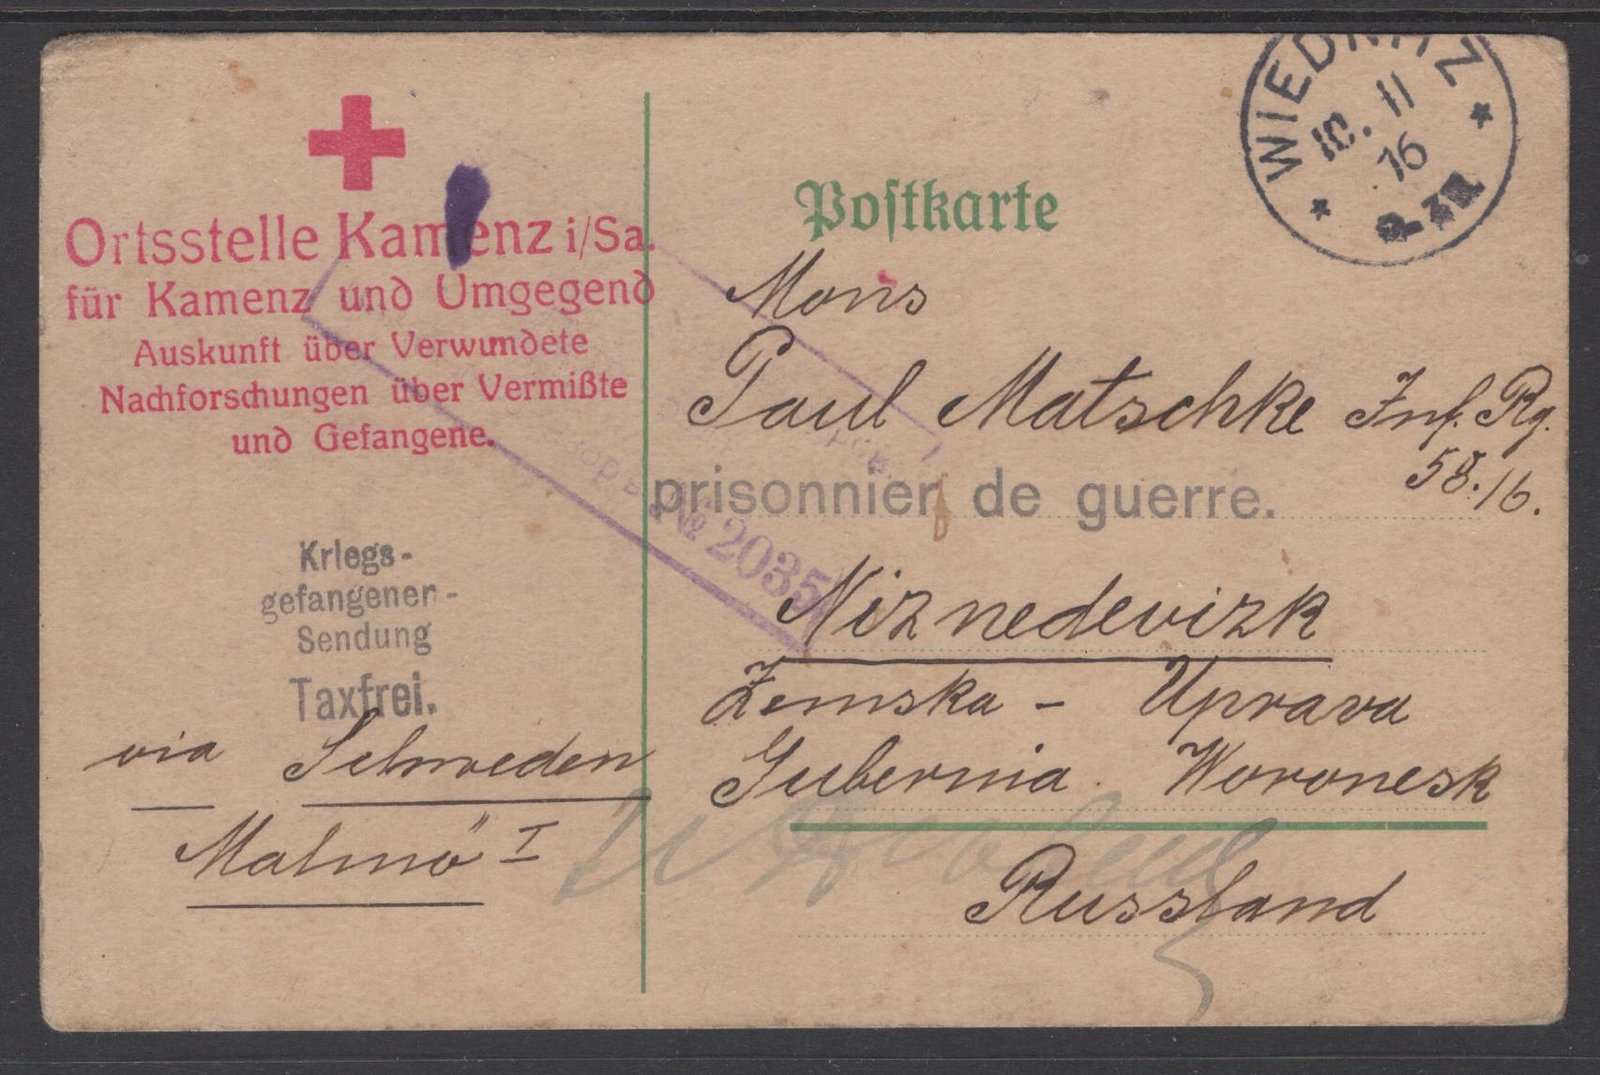 Ortsstelle Kamenz i/Sa.
für Kamenz und Umgegend
Auskunft über Verwundete
Nachforschungen über Vermißte
und Gefangene.
Kriegs-
gefangenen-
Sendung
Taxfrei.
via Schweden
Malmö I
WIEDNITZ
10. 11
16
Postkarte
Mons
Paul Matschke Inf. Rg.
58.16.
prisonnier de guerre.
№ 2035
Niznedevizk
Zemska - Uprava
Gubernia Woronesk
Russland